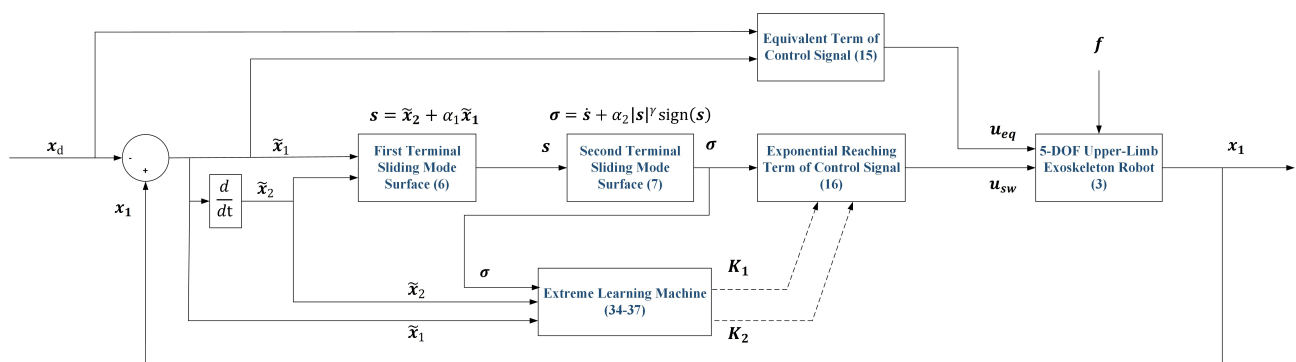 Equivalent Term of
Control Signal (15)
f
s = x̃₂ + α₁x̃₁
σ = ṡ + α₂|s|^γ sign(s)
u_eq
x_d
-
+
x̃₁
First Terminal
Sliding Mode
Surface (6)
s
Second Terminal
Sliding Mode
Surface (7)
σ
Exponential Reaching
Term of Control Signal
(16)
5-DOF Upper-Limb
Exoskeleton Robot
(3)
x₁
u_sw
d
dt
x̃₂
x₁
σ
Extreme Learning Machine
(34-37)
K₁
x̃₂
x̃₁
K₂